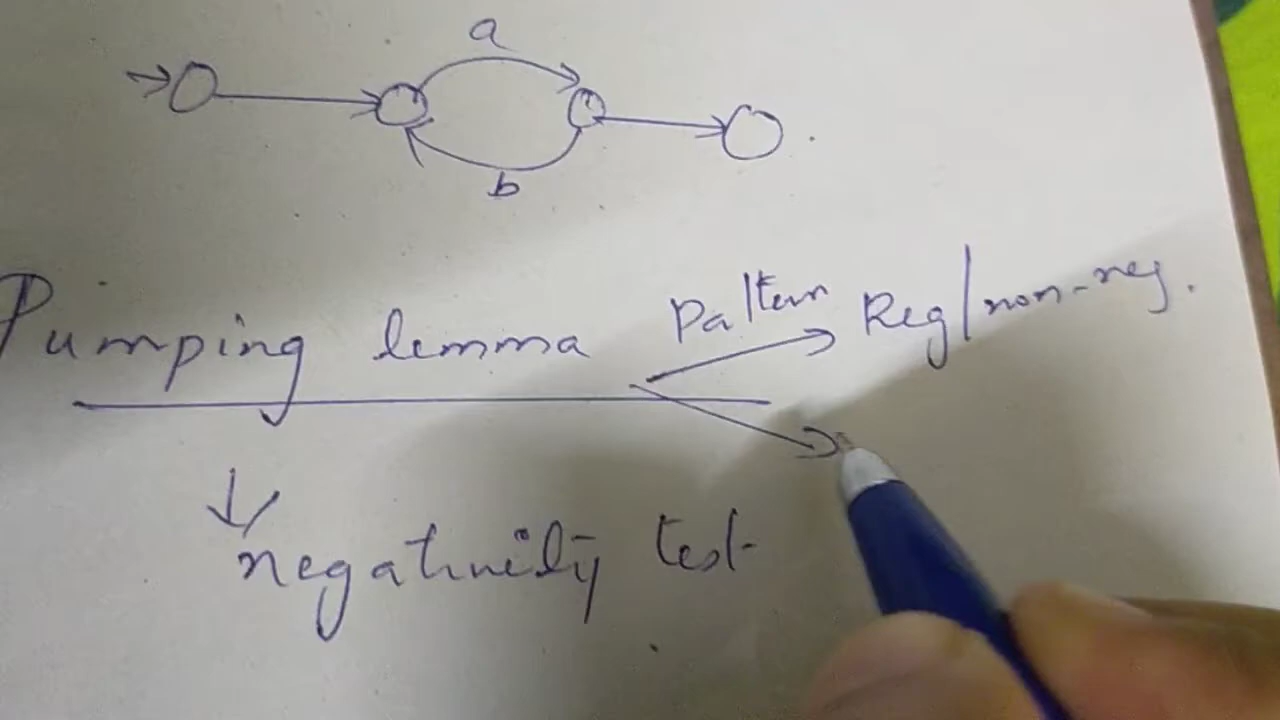 a
b
Pumping lemma
Pattern Reg/non-reg.
negativity test